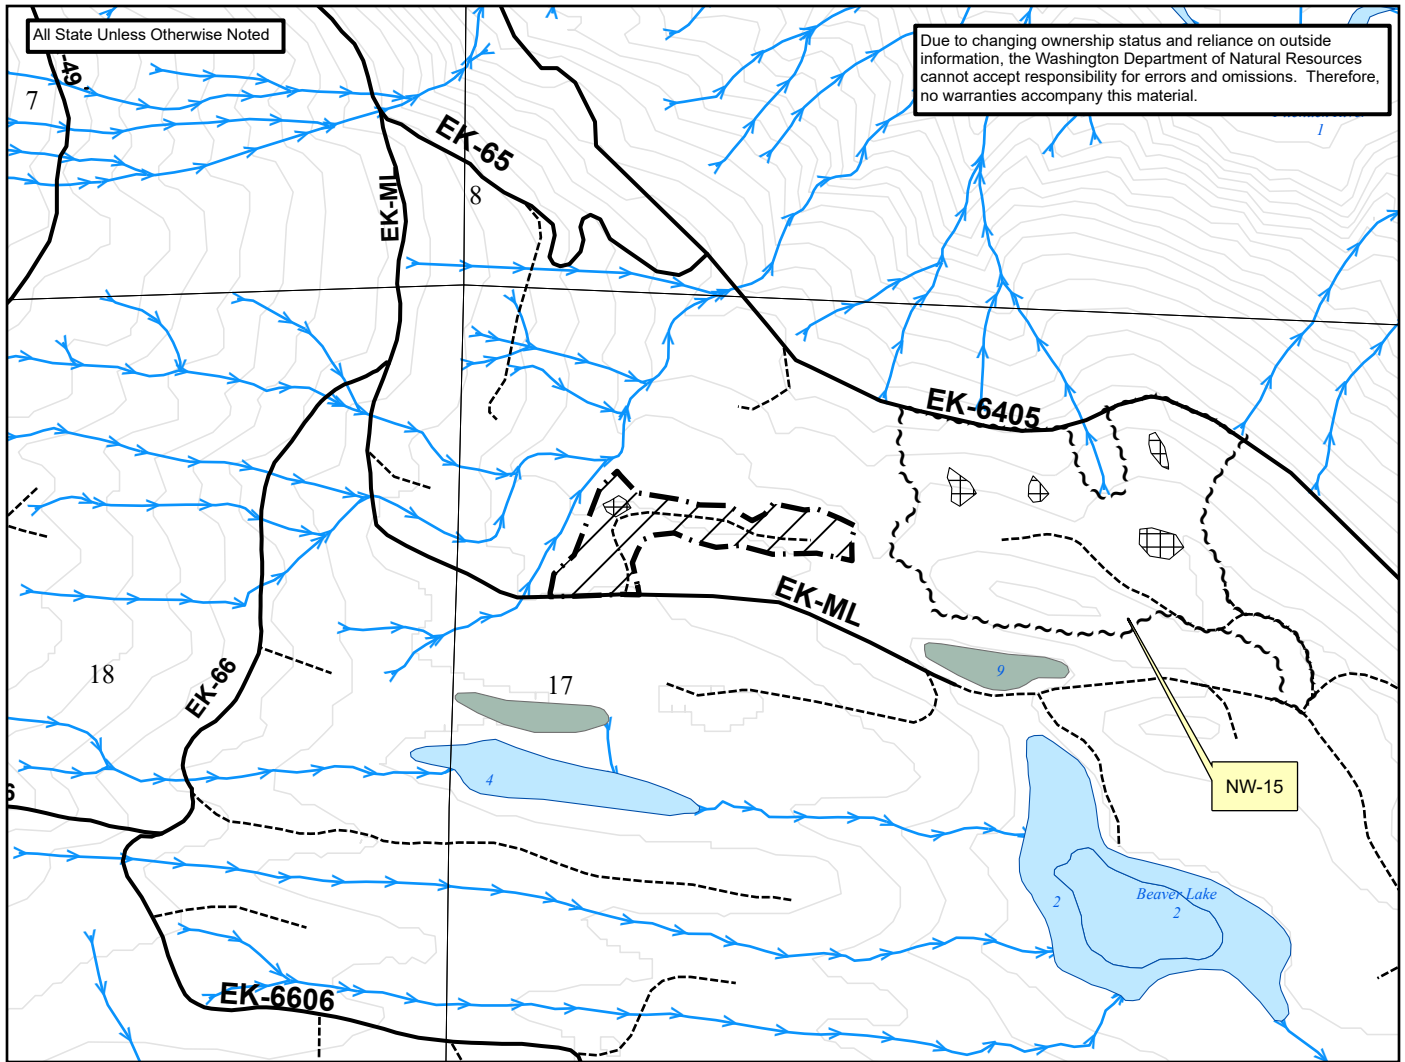 All State Unless Otherwise Noted
Due to changing ownership status and reliance on outside
information, the Washington Department of Natural Resources
cannot accept responsibility for errors and omissions. Therefore,
no warranties accompany this material.
-49
7
1
EK-65
EK-ML
8
EK-6405
EK-ML
9
18
EK-66
17
4
NW-15
6
Beaver Lake
2
2
EK-6606